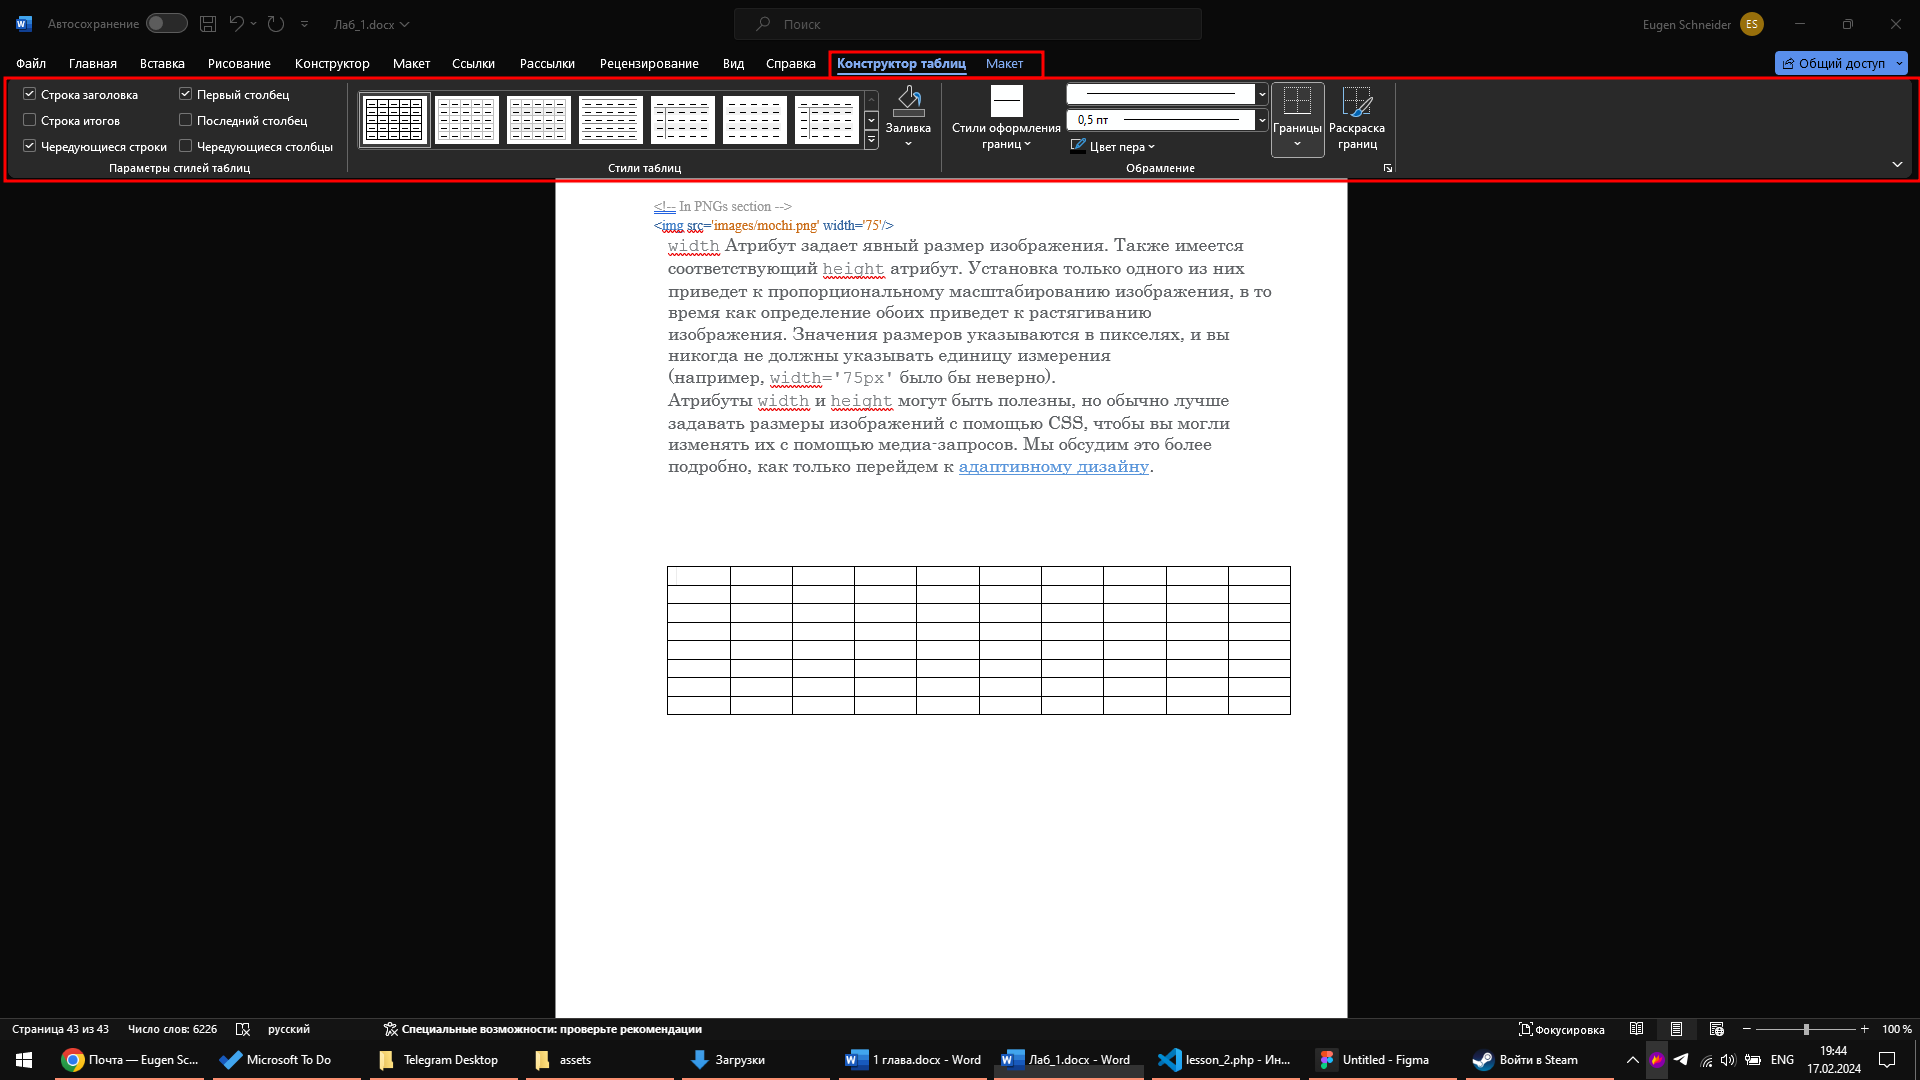 Автосохранение
Лаб_1.docx
Поиск
Eugen Schneider
ES
Файл Главная Вставка Рисование Конструктор Макет Ссылки Рассылки Рецензирование Вид Справка Конструктор таблиц Макет
Общий доступ
Строка заголовка
Первый столбец
Строка итогов
Последний столбец
Чередующиеся строки
Чередующиеся столбцы
Параметры стилей таблиц
Стили таблиц
Заливка
Стили оформления
границ
0,5 пт
Цвет пера
Границы
Раскраска
границ
Обрамление
<!-- In PNGs section -->
<img src='images/mochi.png' width='75'/>
width Атрибут задает явный размер изображения. Также имеется
соответствующий height атрибут. Установка только одного из них
приведет к пропорциональному масштабированию изображения, в то
время как определение обоих приведет к растягиванию
изображения. Значения размеров указываются в пикселях, и вы
никогда не должны указывать единицу измерения
(например, width='75px' было бы неверно).
Атрибуты width и height могут быть полезны, но обычно лучше
задавать размеры изображений с помощью CSS, чтобы вы могли
изменять их с помощью медиа-запросов. Мы обсудим это более
подробно, как только перейдем к адаптивному дизайну.
Страница 43 из 43
Число слов: 6226
русский
Специальные возможности: проверьте рекомендации
Фокусировка
100 %
Почта — Eugen Sc...
Microsoft To Do
Telegram Desktop
assets
Загрузки
1 глава.docx - Word
Лаб_1.docx - Word
lesson_2.php - Ин...
Untitled - Figma
Войти в Steam
ENG
19:44
17.02.2024